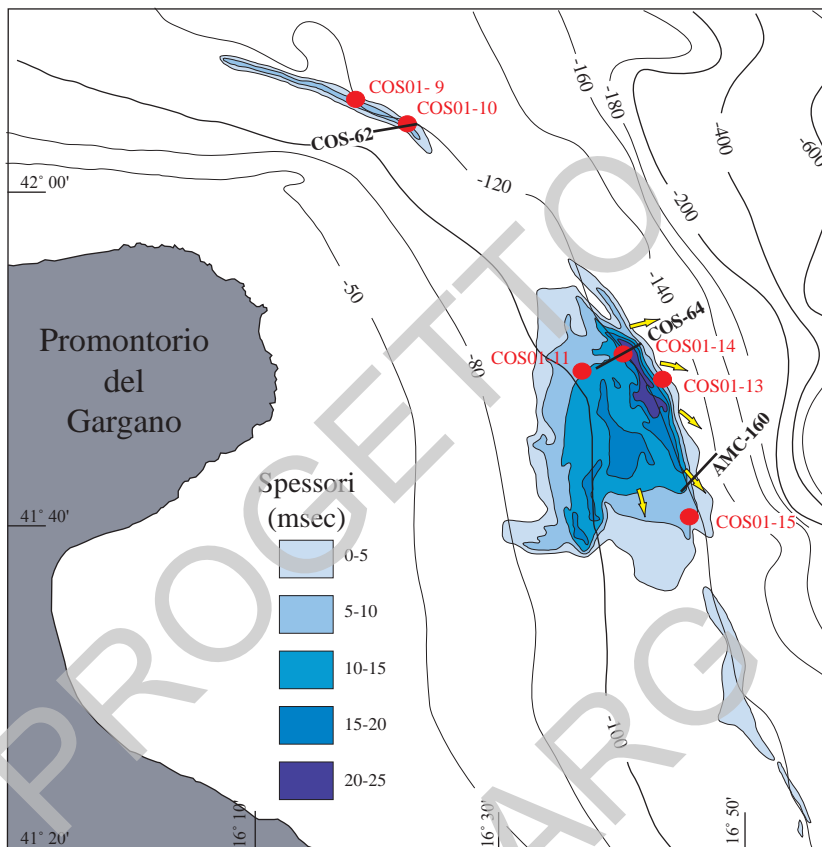 COS01- 9
COS01-10
COS-62
-160
-180
-400
-600
42° 00'
-120
-200
-50
-140
COS-64
Promontorio
del
Gargano
-80
COS01-11
COS01-14
COS01-13
AMC-160
Spessori
(msec)
41° 40'
COS01-15
0-5
5-10
10-15
15-20
20-25
-100
16° 10'
16° 30'
16° 50'
41° 20'
PROGETTO
CARG